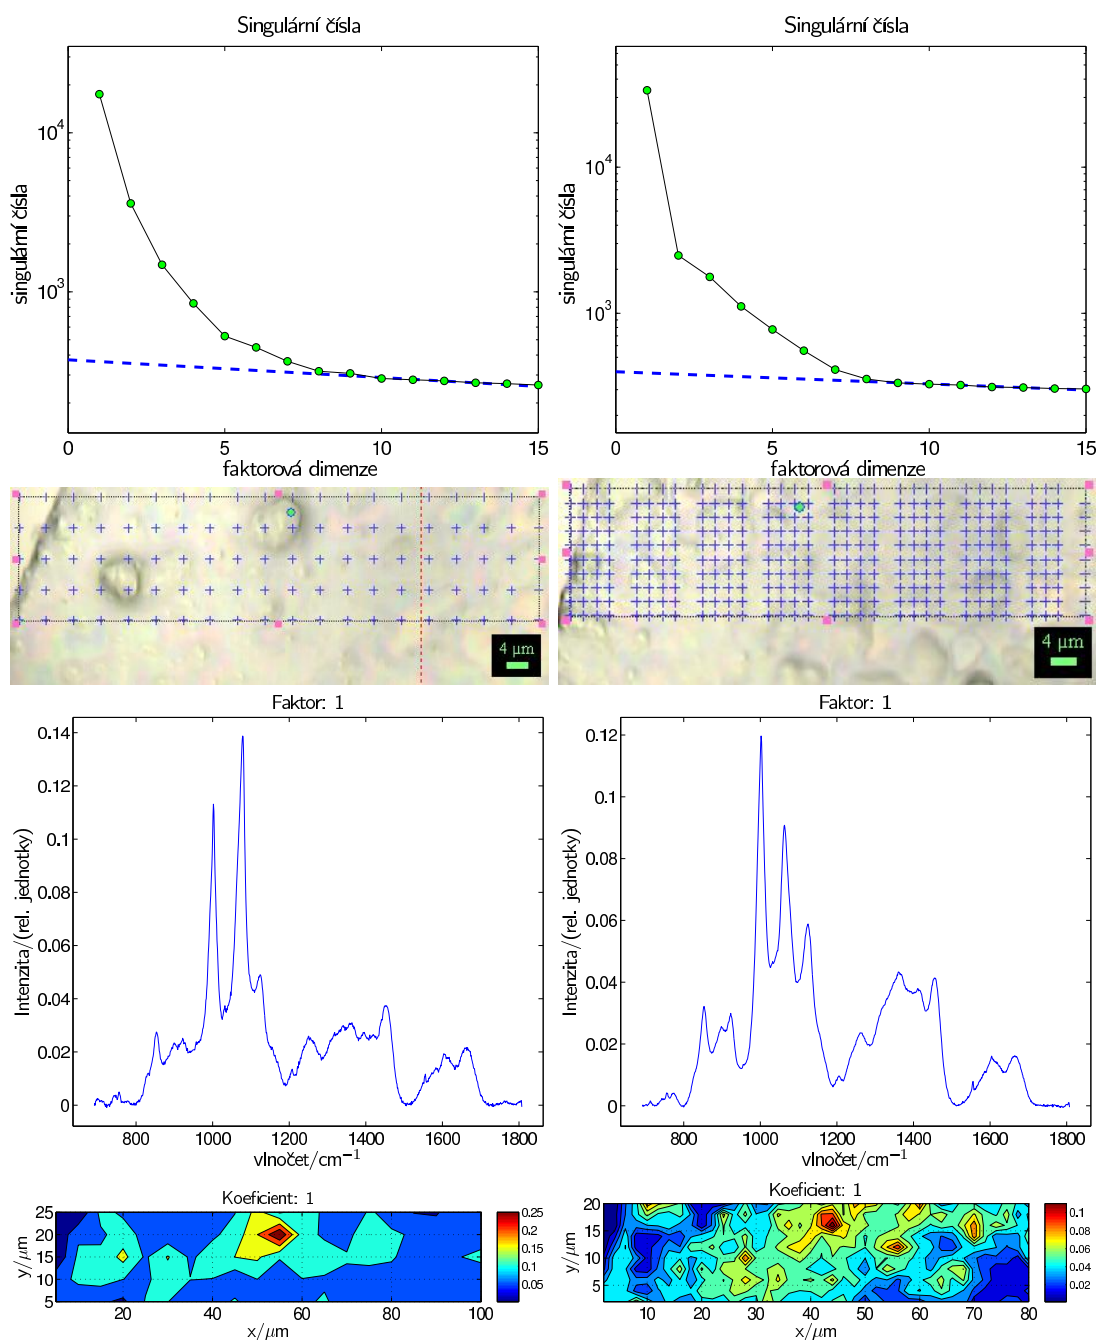 Singulární čísla
singulární čísla
10^4
10^3
0 5 10 15
faktorová dimenze
Singulární čísla
singulární čísla
10^4
10^3
0 5 10 15
faktorová dimenze
4 μm
4 μm
Faktor: 1
Intenzita/(rel. jednotky)
0.14
0.12
0.1
0.08
0.06
0.04
0.02
0
800 1000 1200 1400 1600 1800
vlnočet/cm⁻¹
Faktor: 1
Intenzita/(rel. jednotky)
0.12
0.1
0.08
0.06
0.04
0.02
0
800 1000 1200 1400 1600 1800
vlnočet/cm⁻¹
Koeficient: 1
y/μm
25
20
15
10
5
20 40 60 80 100
x/μm
0.25
0.2
0.15
0.1
0.05
Koeficient: 1
y/μm
20
15
10
5
10 20 30 40 50 60 70 80
x/μm
0.1
0.08
0.06
0.04
0.02